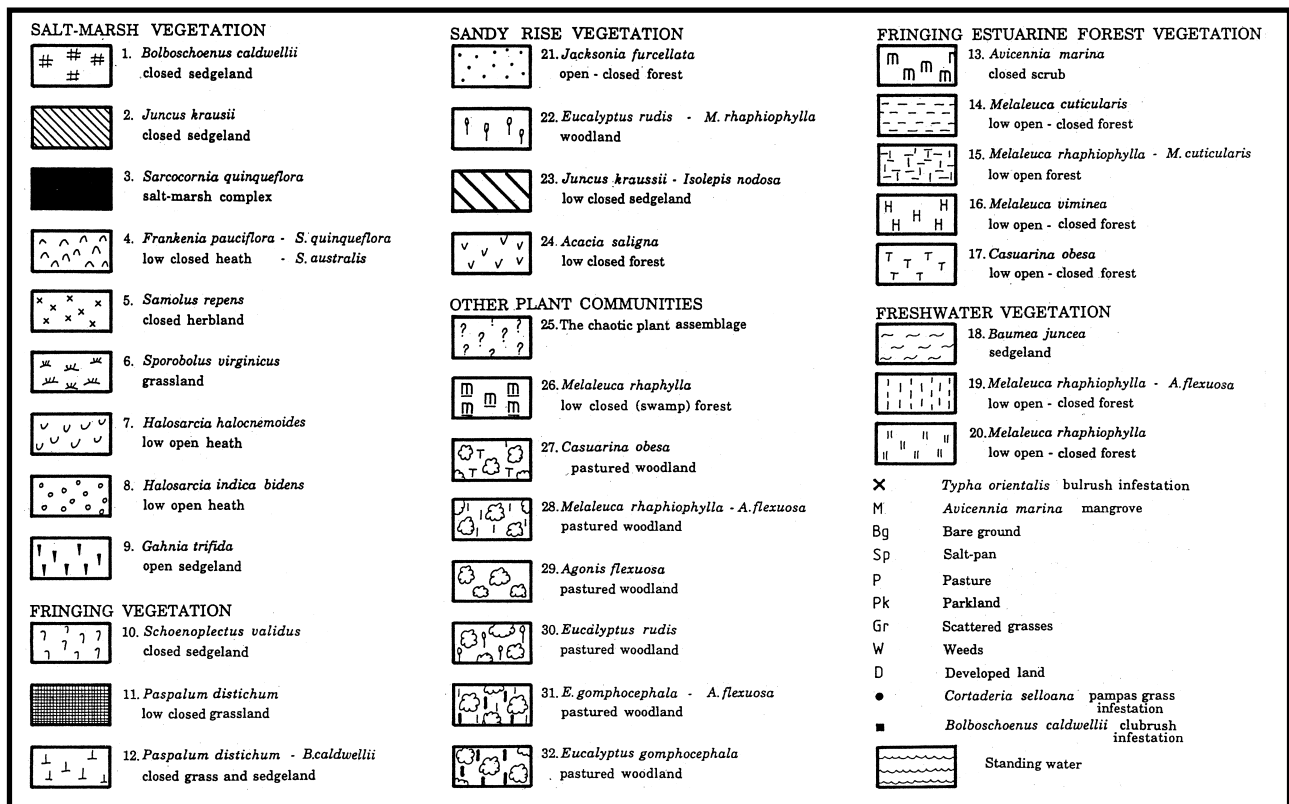 SALT-MARSH VEGETATION
1. Bolboschoenus caldwellii
closed sedgeland
2. Juncus krausii
closed sedgeland
3. Sarcocornia quinqueflora
salt-marsh complex
4. Frankenia pauciflora - S. quinqueflora
low closed heath - S. australis
5. Samolus repens
closed herbland
6. Sporobolus virginicus
grassland
7. Halosarcia halocnemoides
low open heath
8. Halosarcia indica bidens
low open heath
9. Gahnia trifida
open sedgeland
FRINGING VEGETATION
10. Schoenoplectus validus
closed sedgeland
11. Paspalum distichum
low closed grassland
12. Paspalum distichum - B.caldwellii
closed grass and sedgeland
SANDY RISE VEGETATION
21. Jacksonia furcellata
open - closed forest
22. Eucalyptus rudis - M. rhaphiophylla
woodland
23. Juncus kraussii - Isolepis nodosa
low closed sedgeland
24. Acacia saligna
low closed forest
OTHER PLANT COMMUNITIES
25. The chaotic plant assemblage
26. Melaleuca rhaphylla
low closed (swamp) forest
27. Casuarina obesa
pastured woodland
28. Melaleuca rhaphiophylla - A. flexuosa
pastured woodland
29. Agonis flexuosa
pastured woodland
30. Eucalyptus rudis
pastured woodland
31. E. gomphocephala - A. flexuosa
pastured woodland
32. Eucalyptus gomphocephala
pastured woodland
FRINGING ESTUARINE FOREST VEGETATION
13. Avicennia marina
closed scrub
14. Melaleuca cuticularis
low open - closed forest
15. Melaleuca rhaphiophylla - M. cuticularis
low open forest
16. Melaleuca viminea
low open - closed forest
17. Casuarina obesa
low open - closed forest
FRESHWATER VEGETATION
18. Baumea juncea
sedgeland
19. Melaleuca rhaphiophylla - A. flexuosa
low open - closed forest
20. Melaleuca rhaphiophylla
low open - closed forest
× Typha orientalis bulrush infestation
M Avicennia marina mangrove
Bg Bare ground
Sp Salt-pan
P Pasture
Pk Parkland
Gr Scattered grasses
W Weeds
D Developed land
● Cortaderia selloana pampas grass
infestation
■ Bolboschoenus caldwellii clubrush
infestation
Standing water